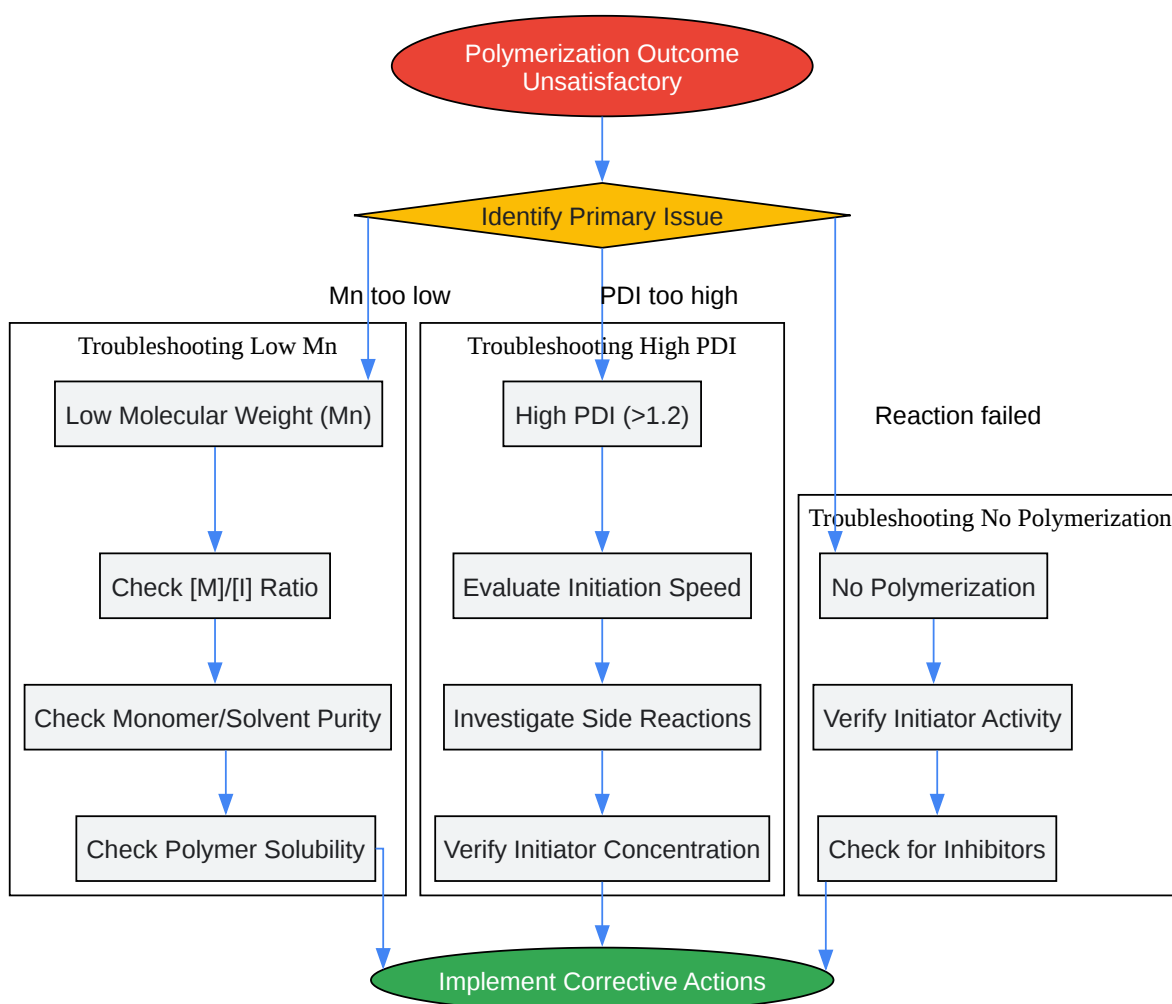 Polymerization Outcome
Unsatisfactory
Identify Primary Issue
Mn too low
PDI too high
Reaction failed
Troubleshooting Low Mn
Low Molecular Weight (Mn)
Check [M]/[I] Ratio
Check Monomer/Solvent Purity
Check Polymer Solubility
Troubleshooting High PDI
High PDI (>1.2)
Evaluate Initiation Speed
Investigate Side Reactions
Verify Initiator Concentration
Troubleshooting No Polymerization
No Polymerization
Verify Initiator Activity
Check for Inhibitors
Implement Corrective Actions